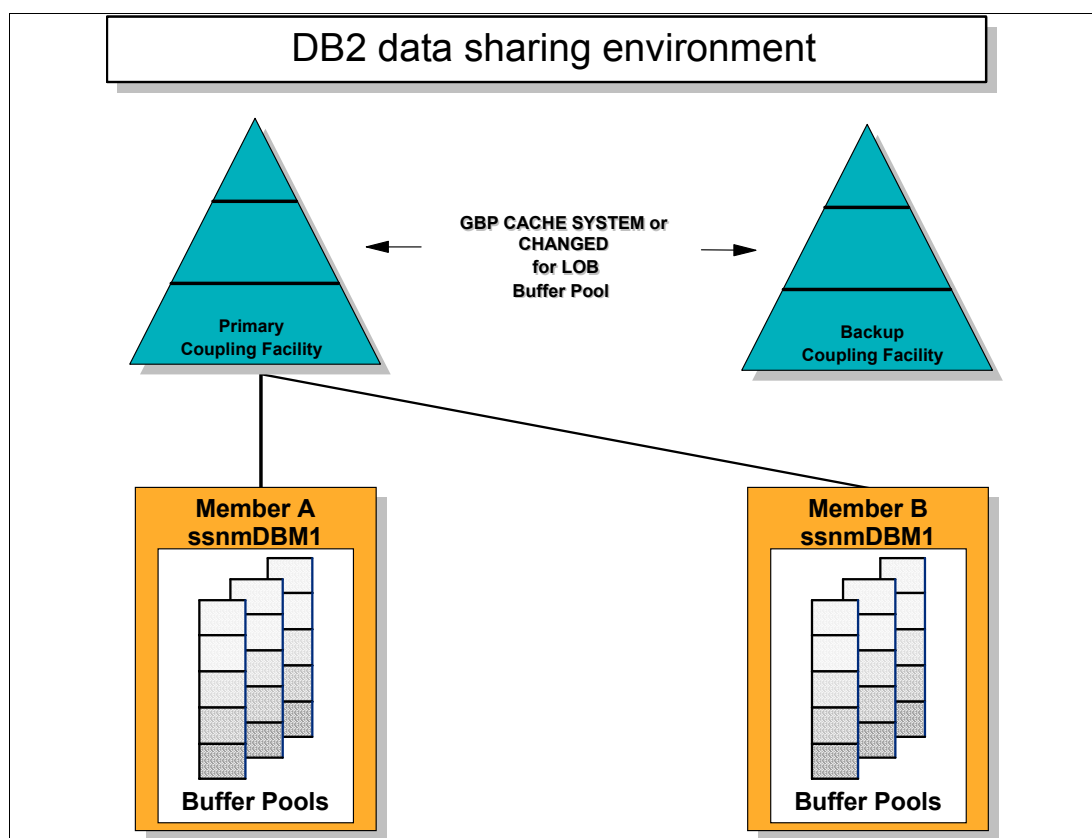 DB2 data sharing environment
GBP CACHE SYSTEM or
CHANGED
for LOB
Buffer Pool
Primary
Coupling Facility
Backup
Coupling Facility
Member A
ssnmDBM1
Buffer Pools
Member B
ssnmDBM1
Buffer Pools